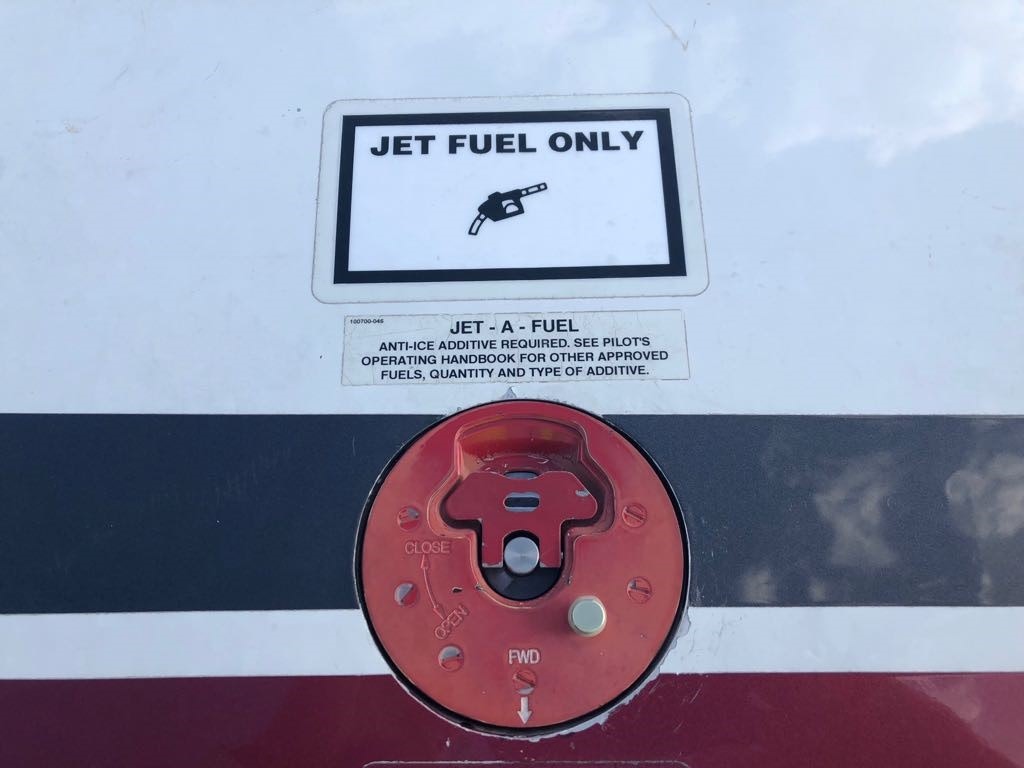 JET FUEL ONLY
100700-045
JET - A - FUEL
ANTI-ICE ADDITIVE REQUIRED. SEE PILOT'S
OPERATING HANDBOOK FOR OTHER APPROVED
FUELS, QUANTITY AND TYPE OF ADDITIVE.
CLOSE
OPEN
FWD